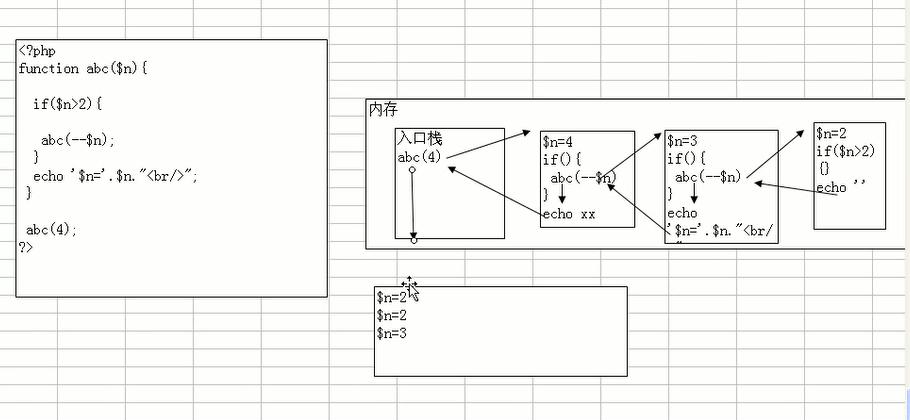 <?php
function abc($n){
if($n>2){
abc(--$n);
}
echo '$n='.$n."<br/>";
}
abc(4);
?>
内存
入口栈
abc(4)
$n=4
if(){
abc(--$n)
}
echo xx
$n=3
if(){
abc(--$n)
}
echo
'$n='.$n."<br/
"
$n=2
if($n>2)
{}
echo ''
$n=2
$n=2
$n=3